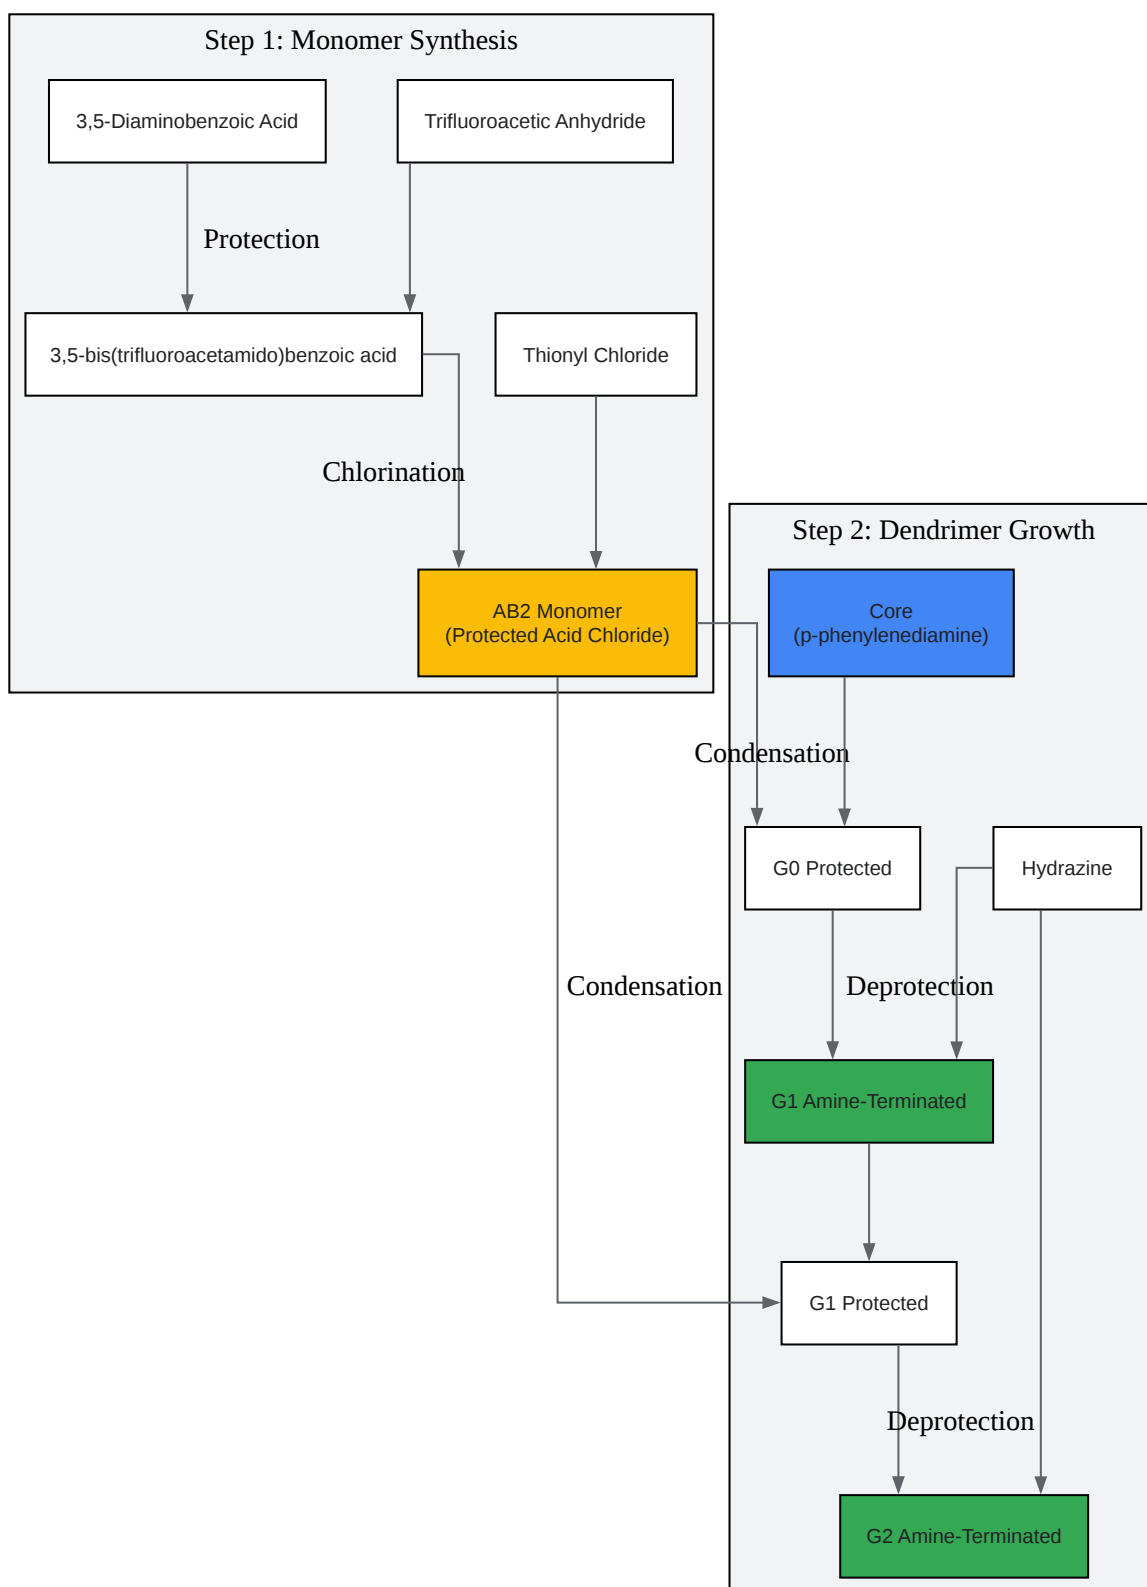 Step 1: Monomer Synthesis
3,5-Diaminobenzoic Acid
Trifluoroacetic Anhydride
Protection
3,5-bis(trifluoroacetamido)benzoic acid
Thionyl Chloride
Chlorination
AB2 Monomer
(Protected Acid Chloride)
Step 2: Dendrimer Growth
Core
(p-phenylenediamine)
Condensation
G0 Protected
Hydrazine
Condensation
Deprotection
G1 Amine-Terminated
G1 Protected
Deprotection
G2 Amine-Terminated